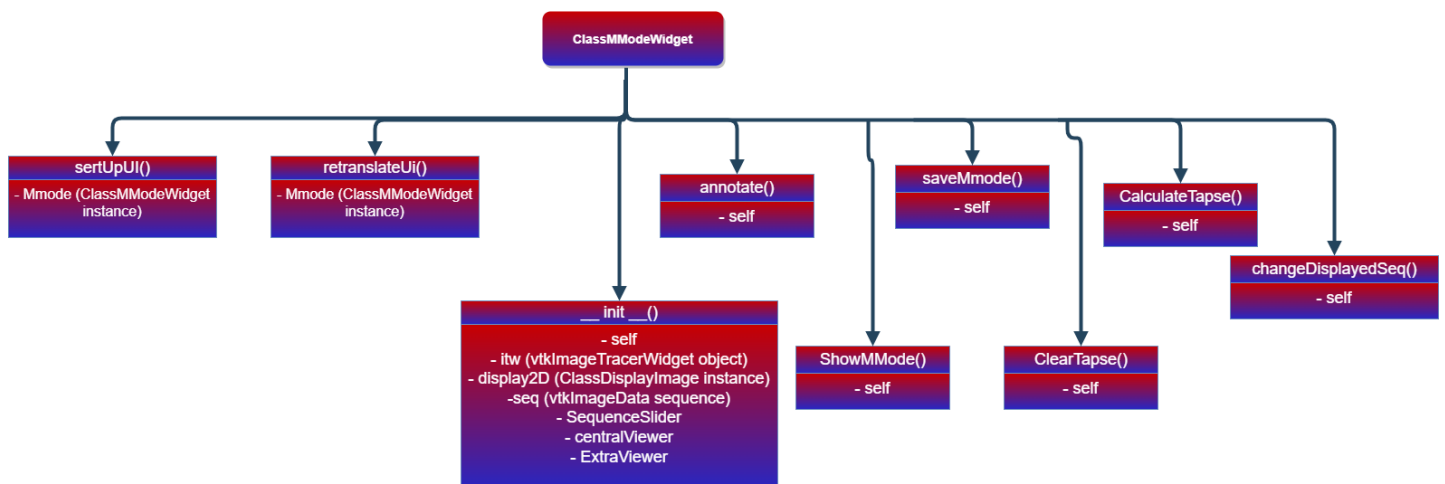 ClassMModeWidget
sertUpUI()
- Mmode (ClassMModeWidget
instance)
retranslateUi()
- Mmode (ClassMModeWidget
instance)
annotate()
- self
saveMmode()
- self
CalculateTapse()
- self
changeDisplayedSeq()
- self
__ init __()
- self
- itw (vtkImageTracerWidget object)
- display2D (ClassDisplayImage instance)
-seq (vtkImageData sequence)
- SequenceSlider
- centralViewer
- ExtraViewer
ShowMMode()
- self
ClearTapse()
- self